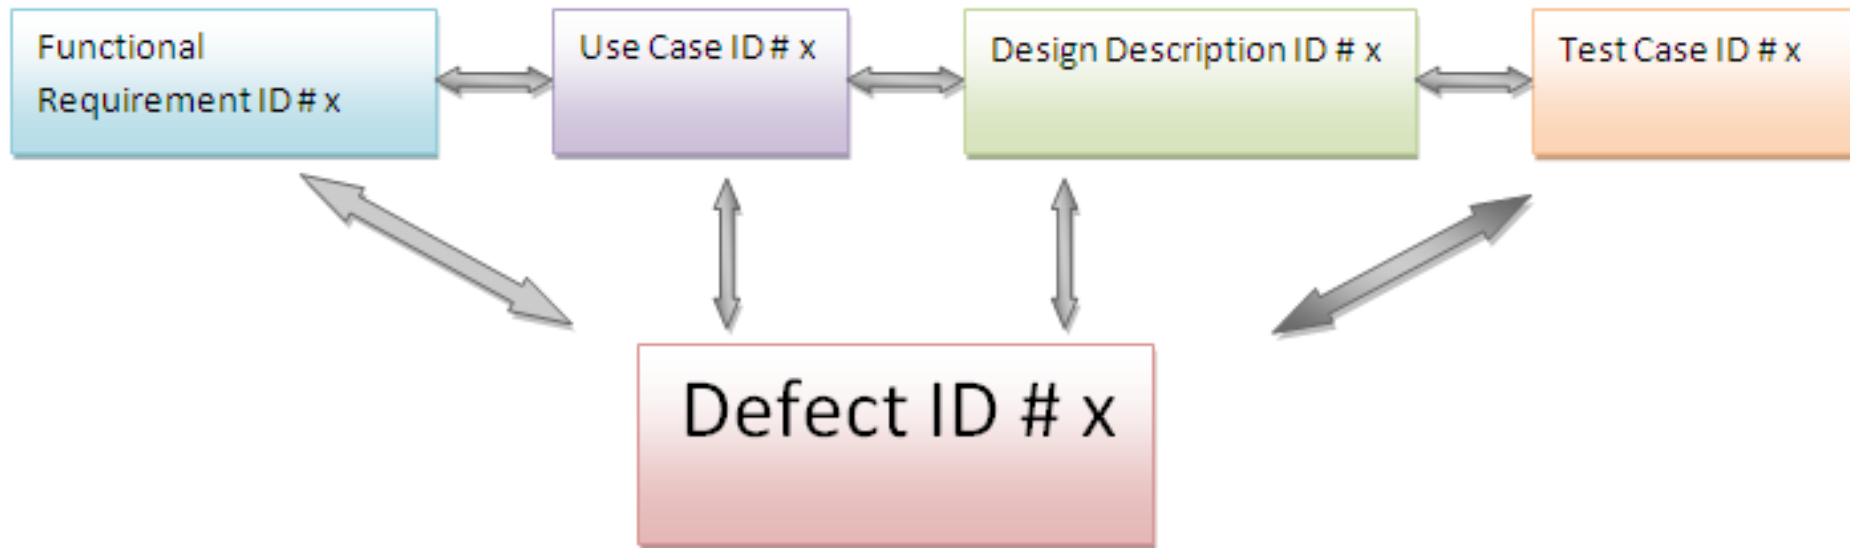 Functional
Requirement ID # x
Use Case ID # x
Design Description ID # x
Test Case ID # x
Defect ID # x